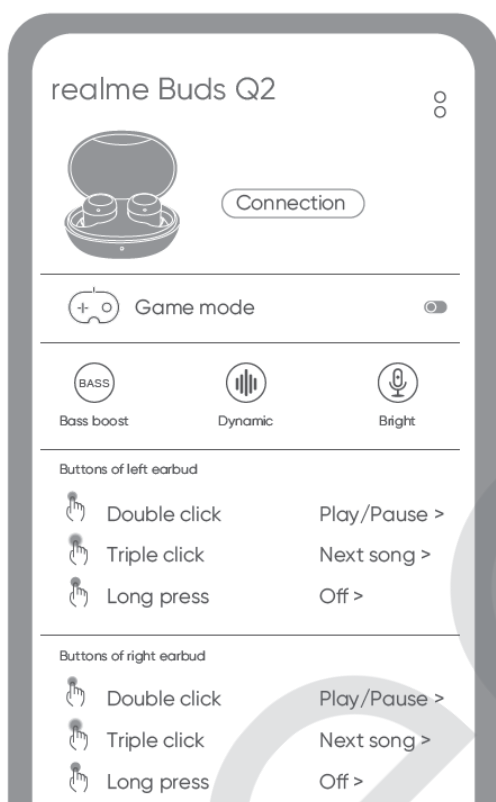 realme Buds Q2
Connection
Game mode
BASS
Bass boost Dynamic Bright
Buttons of left earbud
Double click Play/Pause >
Triple click Next song >
Long press Off >
Buttons of right earbud
Double click Play/Pause >
Triple click Next song >
Long press Off >